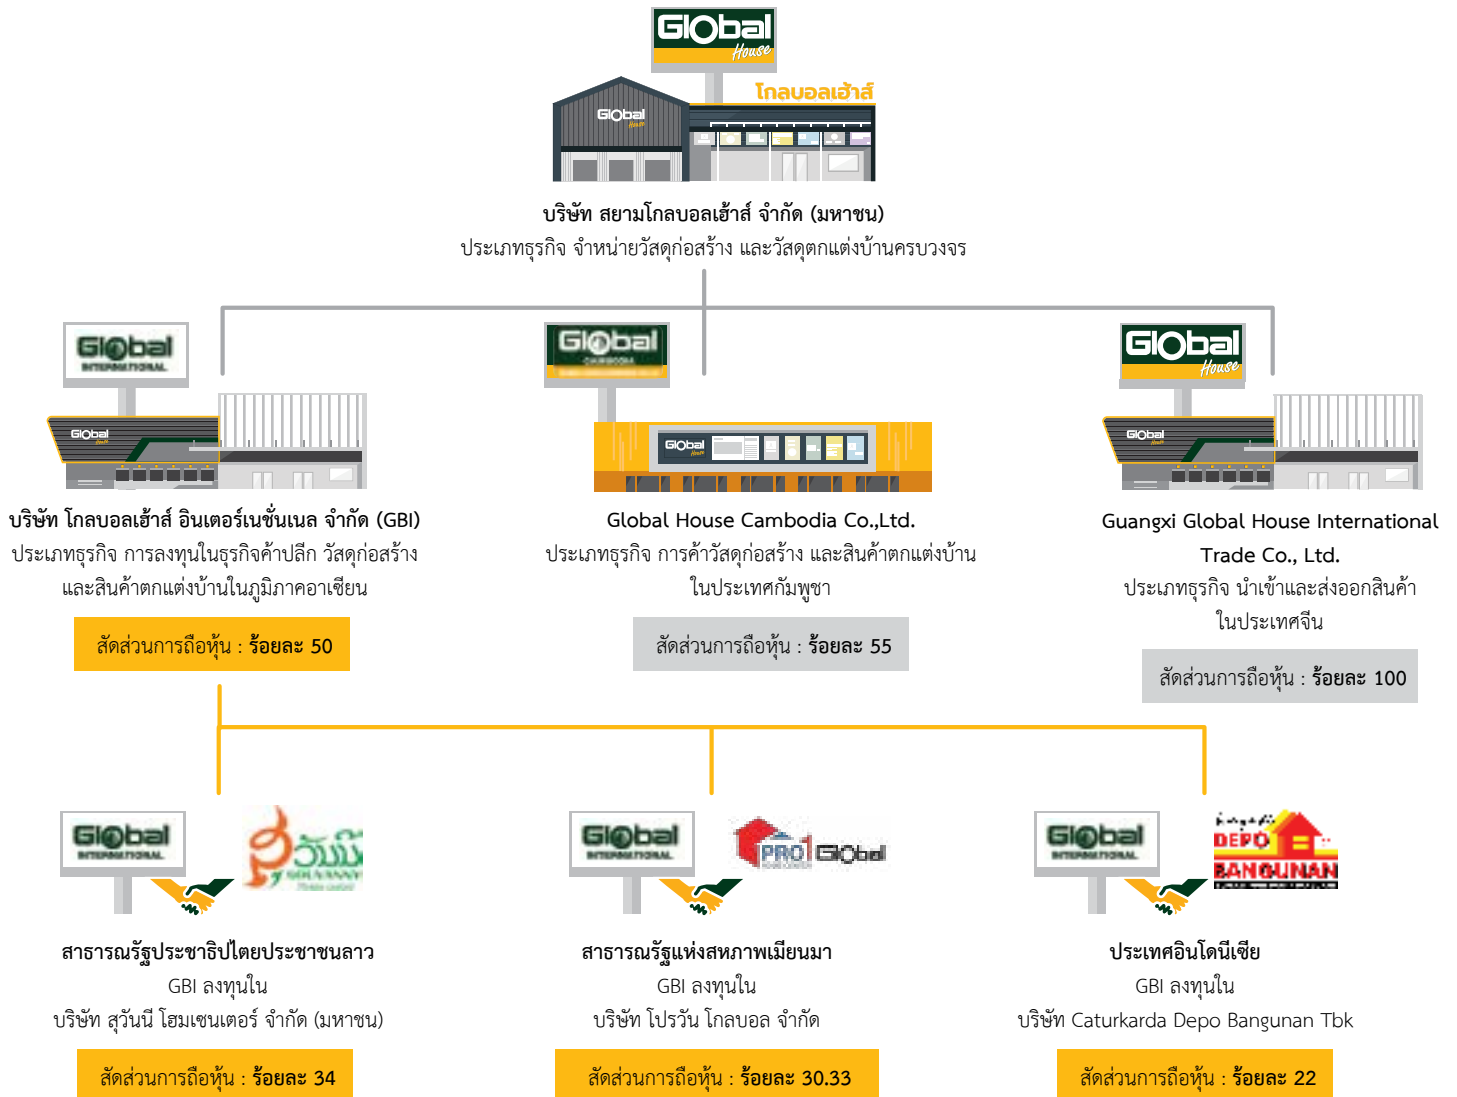 Global
House
โกลบอลเฮ้าส์
Global
House
บริษัท สยามโกลบอลเฮ้าส์ จำกัด (มหาชน)
ประเภทธุรกิจ จำหน่ายวัสดุก่อสร้าง และวัสดุตกแต่งบ้านครบวงจร
Global
INTERNATIONAL
Global
House
บริษัท โกลบอลเฮ้าส์ อินเตอร์เนชั่นเนล จำกัด (GBI)
ประเภทธุรกิจ การลงทุนในธุรกิจค้าปลีก วัสดุก่อสร้าง
และสินค้าตกแต่งบ้านในภูมิภาคอาเซียน
สัดส่วนการถือหุ้น : ร้อยละ 50
Global
CAMBODIA
Global
House
Global House Cambodia Co.,Ltd.
ประเภทธุรกิจ การค้าวัสดุก่อสร้าง และสินค้าตกแต่งบ้าน
ในประเทศกัมพูชา
สัดส่วนการถือหุ้น : ร้อยละ 55
Global
House
Global
House
Guangxi Global House International
Trade Co., Ltd.
ประเภทธุรกิจ นำเข้าและส่งออกสินค้า
ในประเทศจีน
สัดส่วนการถือหุ้น : ร้อยละ 100
Global
INTERNATIONAL
สุวันนี
SOUVANNY
สาธารณรัฐประชาธิปไตยประชาชนลาว
GBI ลงทุนใน
บริษัท สุวันนี โฮมเซนเตอร์ จำกัด (มหาชน)
สัดส่วนการถือหุ้น : ร้อยละ 34
Global
INTERNATIONAL
PRO1 Global
สาธารณรัฐแห่งสหภาพเมียนมา
GBI ลงทุนใน
บริษัท โปรวัน โกลบอล จำกัด
สัดส่วนการถือหุ้น : ร้อยละ 30.33
Global
INTERNATIONAL
DEPO
BANGUNAN
ประเทศอินโดนีเซีย
GBI ลงทุนใน
บริษัท Caturkarda Depo Bangunan Tbk
สัดส่วนการถือหุ้น : ร้อยละ 22